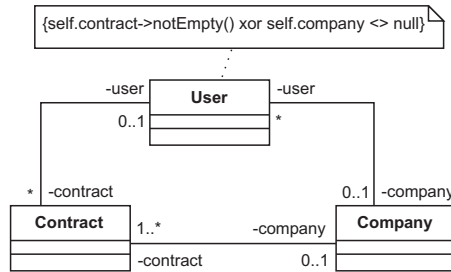 {self.contract->notEmpty() xor self.company <> null}
-user
User
-user
0..1
*
*
-contract
0..1
-company
Contract
1..*
-company
Company
-contract
0..1